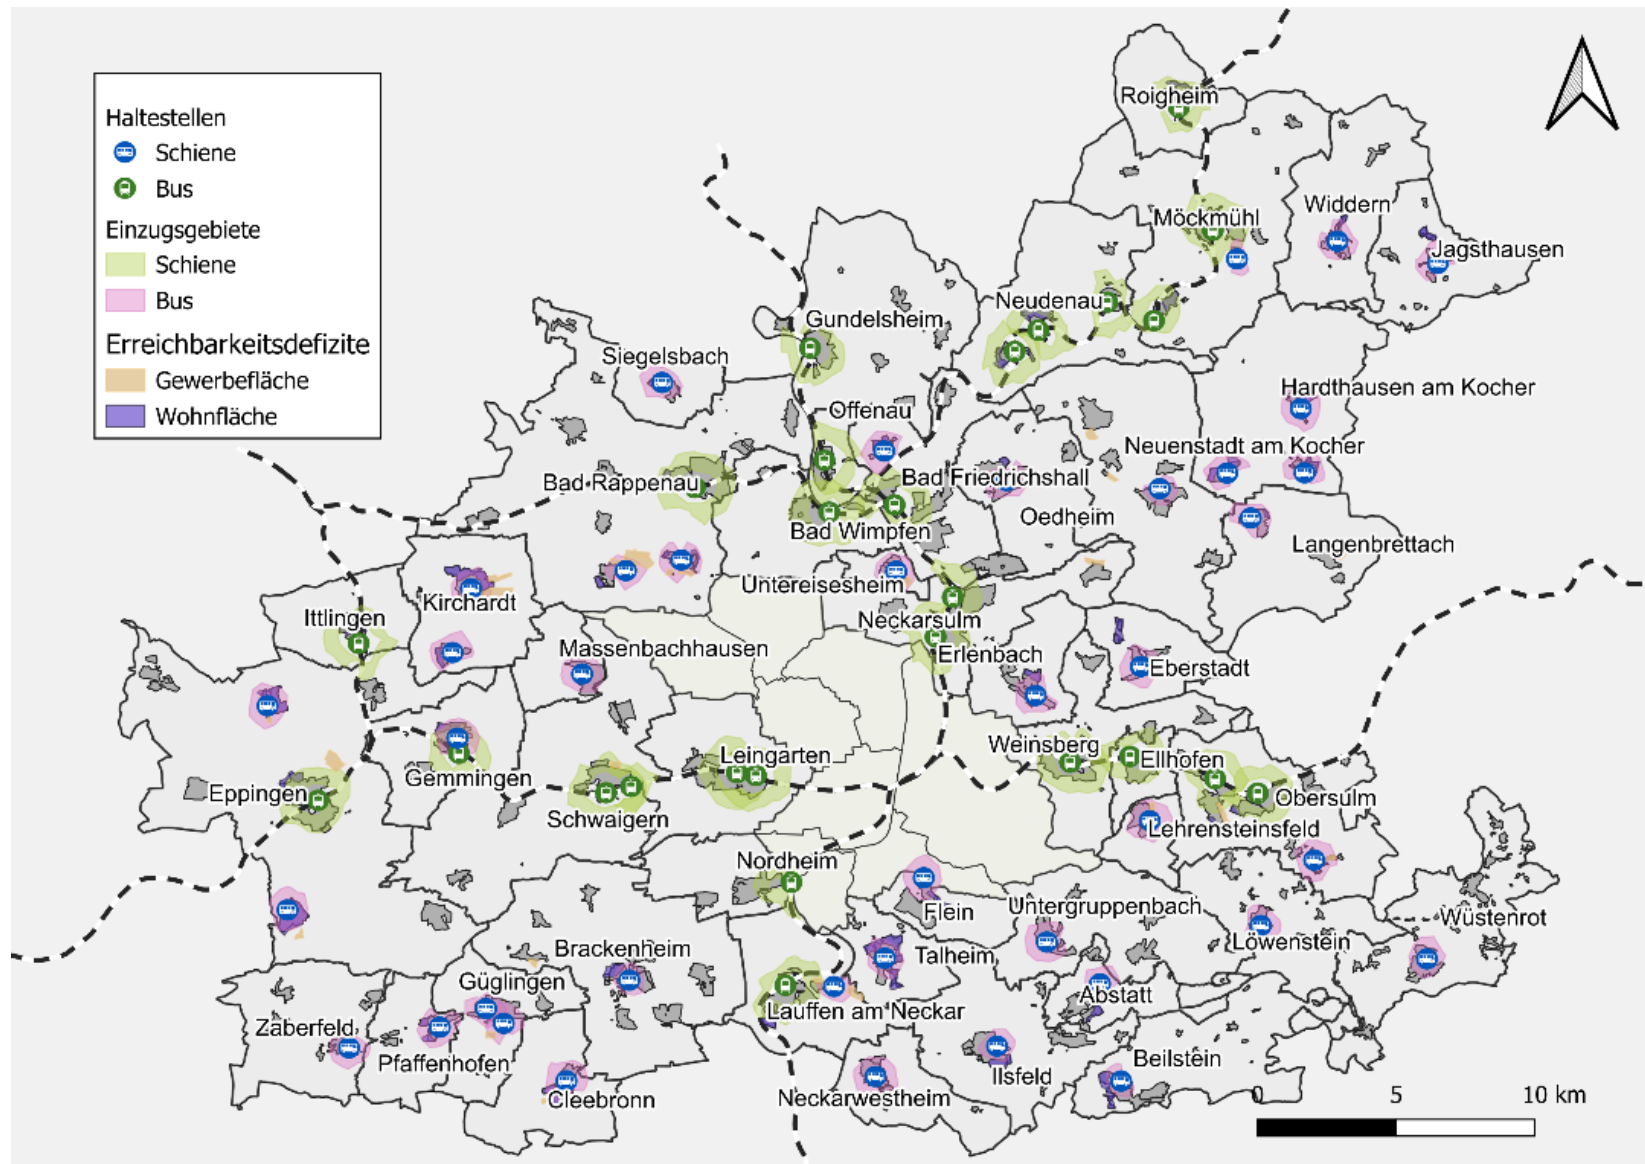 Haltestellen
Schiene
Bus
Einzugsgebiete
Schiene
Bus
Erreichbarkeitsdefizite
Gewerbefläche
Wohnfläche
Roigheim
Möckmühl
Widdern
Jagsthausen
Neudenau
Gundelsheim
Siegelsbach
Hardthausen am Kocher
Offenau
Neuenstadt am Kocher
Bad Rappenau
Bad Friedrichshall
Oedheim
Bad Wimpfen
Langenbrettach
Untereisesheim
Kirchardt
Ittlingen
Neckarsulm
Massenbachhausen
Erlenbach
Eberstadt
Weinsberg
Leingarten
Ellhofen
Gemmingen
Eppingen
Obersulm
Schwaigern
Lehrensteinsfeld
Nordheim
Flein
Untergruppenbach
Wüstenrot
Löwenstein
Brackenheim
Talheim
Güglingen
Abstatt
Lauffen am Neckar
Zaberfeld
Pfaffenhofen
Beilstein
Ilsfeld
Cleebronn
Neckarwestheim
0 5 10 km